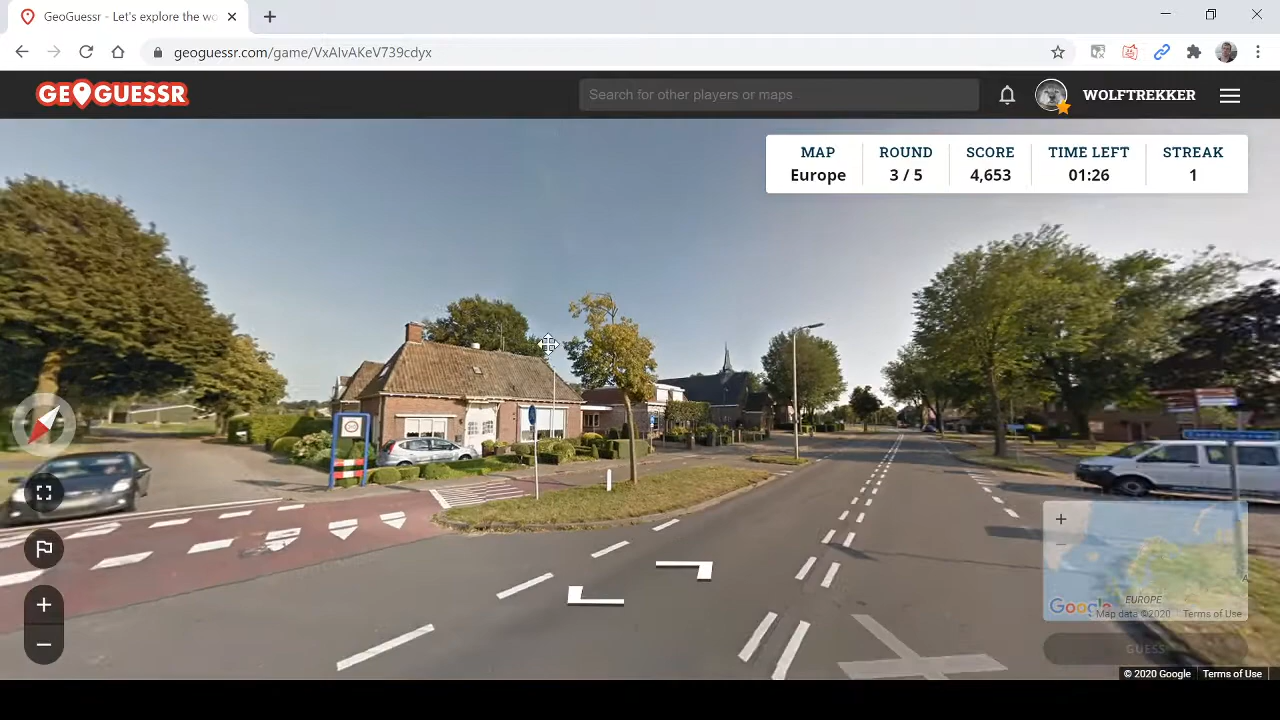 GeoGuessr - Let's explore the wo
geoguessr.com/game/VxAIvAKeV739cdyx
GEOGUESSR
Search for other players or maps
WOLFTREKKER
MAP ROUND SCORE TIME LEFT STREAK
Europe 3 / 5 4,653 01:26 1
EUROPE
Google
Map data ©2020 Terms of Use
GUESS
© 2020 Google Terms of Use